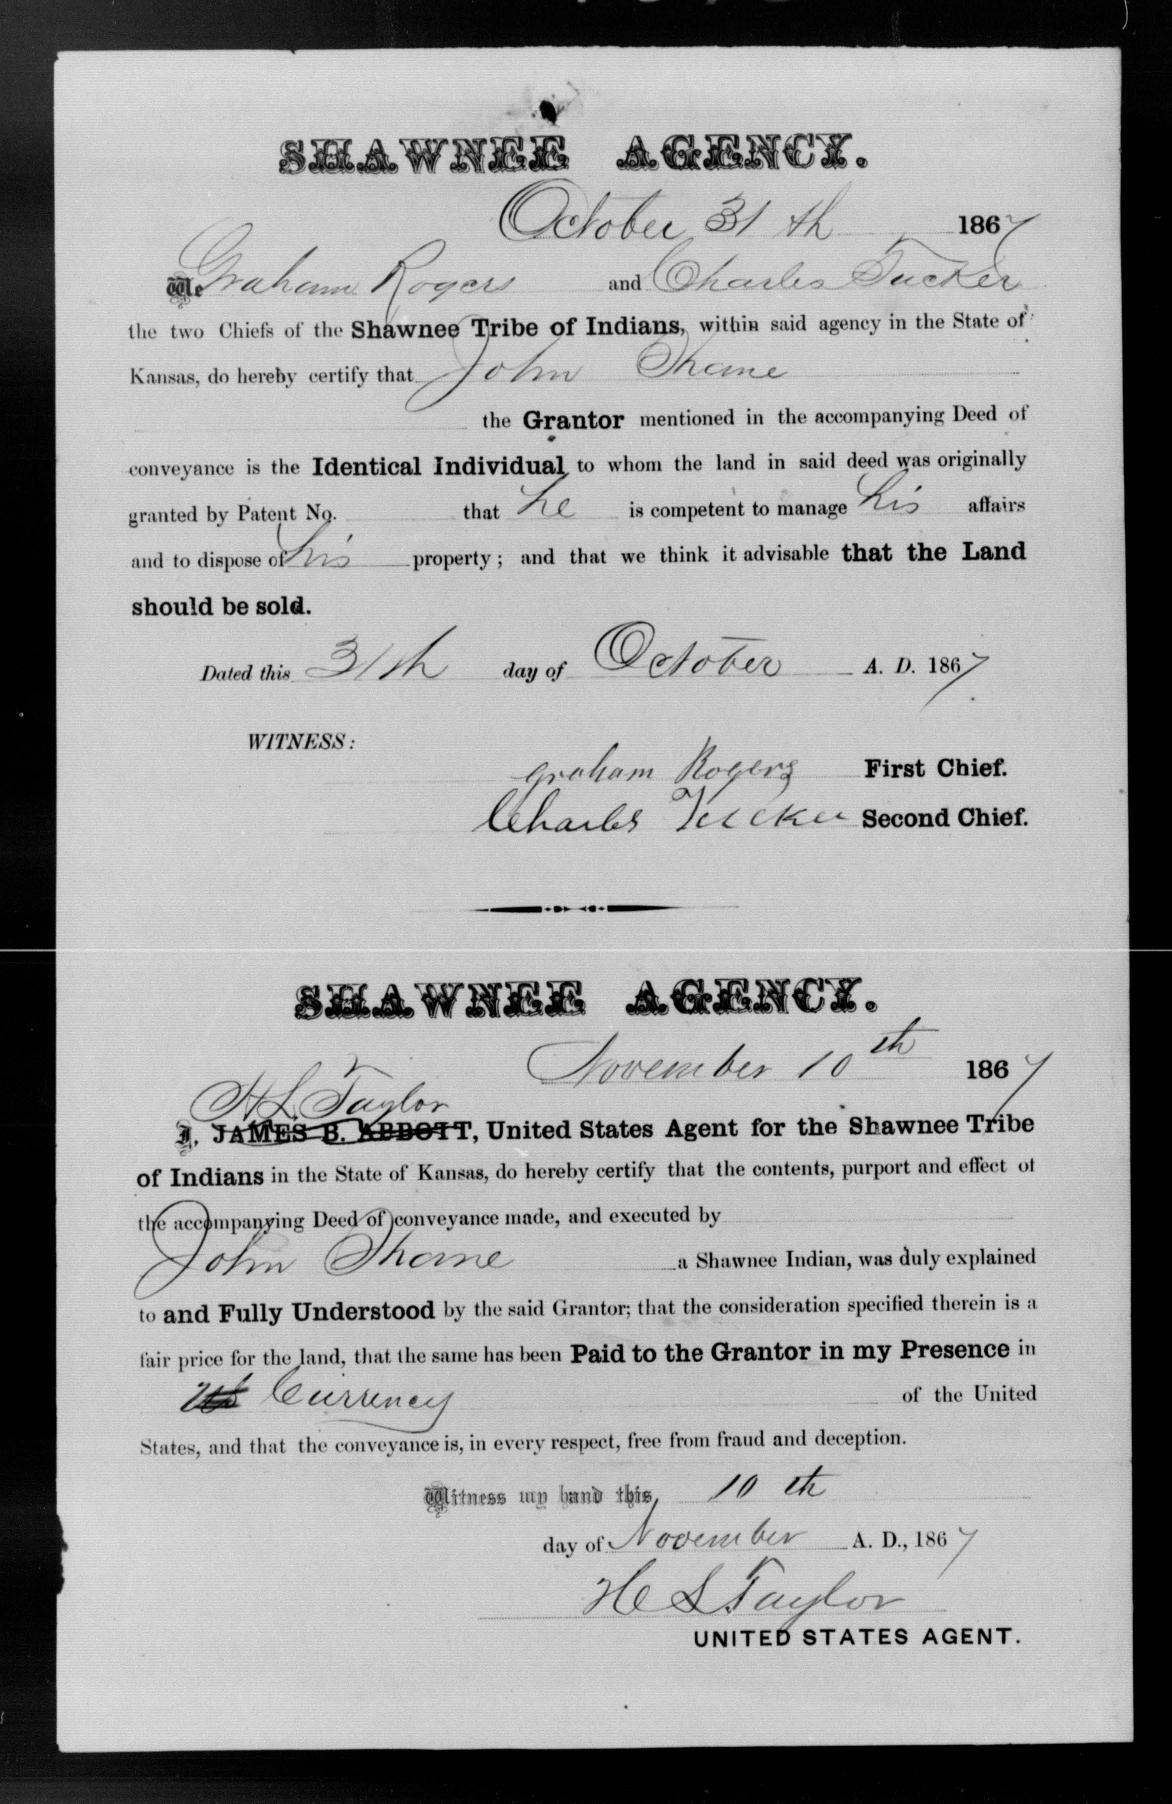 SHAWNEE AGENCY.
October 31th 1867
We Graham Rogers and Charles Tucker
the two Chiefs of the Shawnee Tribe of Indians, within said agency in the State of
Kansas, do hereby certify that John Shane
the Grantor mentioned in the accompanying Deed of
conveyance is the Identical Individual to whom the land in said deed was originally
granted by Patent No. that he is competent to manage his affairs
and to dispose of his property; and that we think it advisable that the Land
should be sold.
Dated this 31th day of October A. D. 1867
WITNESS:
Graham Rogers First Chief.
Charles Tucker Second Chief.
SHAWNEE AGENCY.
November 10th 1867
H L Taylor
I, JAMES B. ABBOTT, United States Agent for the Shawnee Tribe
of Indians in the State of Kansas, do hereby certify that the contents, purport and effect of
the accompanying Deed of conveyance made, and executed by
John Shane a Shawnee Indian, was duly explained
to and Fully Understood by the said Grantor; that the consideration specified therein is a
fair price for the land, that the same has been Paid to the Grantor in my Presence in
Currency of the United
States, and that the conveyance is, in every respect, free from fraud and deception.
Witness my hand this 10th
day of November A. D., 1867
H L Taylor
UNITED STATES AGENT.